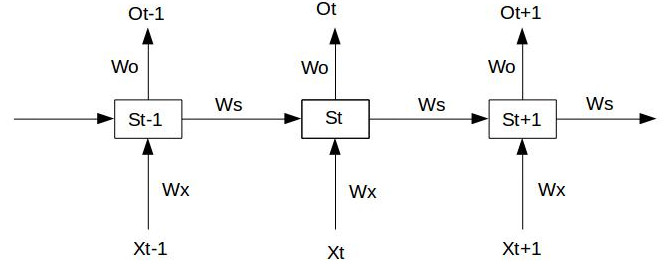 Ot-1 Ot Ot+1
Wo Wo Wo
Ws Ws Ws
St-1 St St+1
Wx Wx Wx
Xt-1 Xt Xt+1